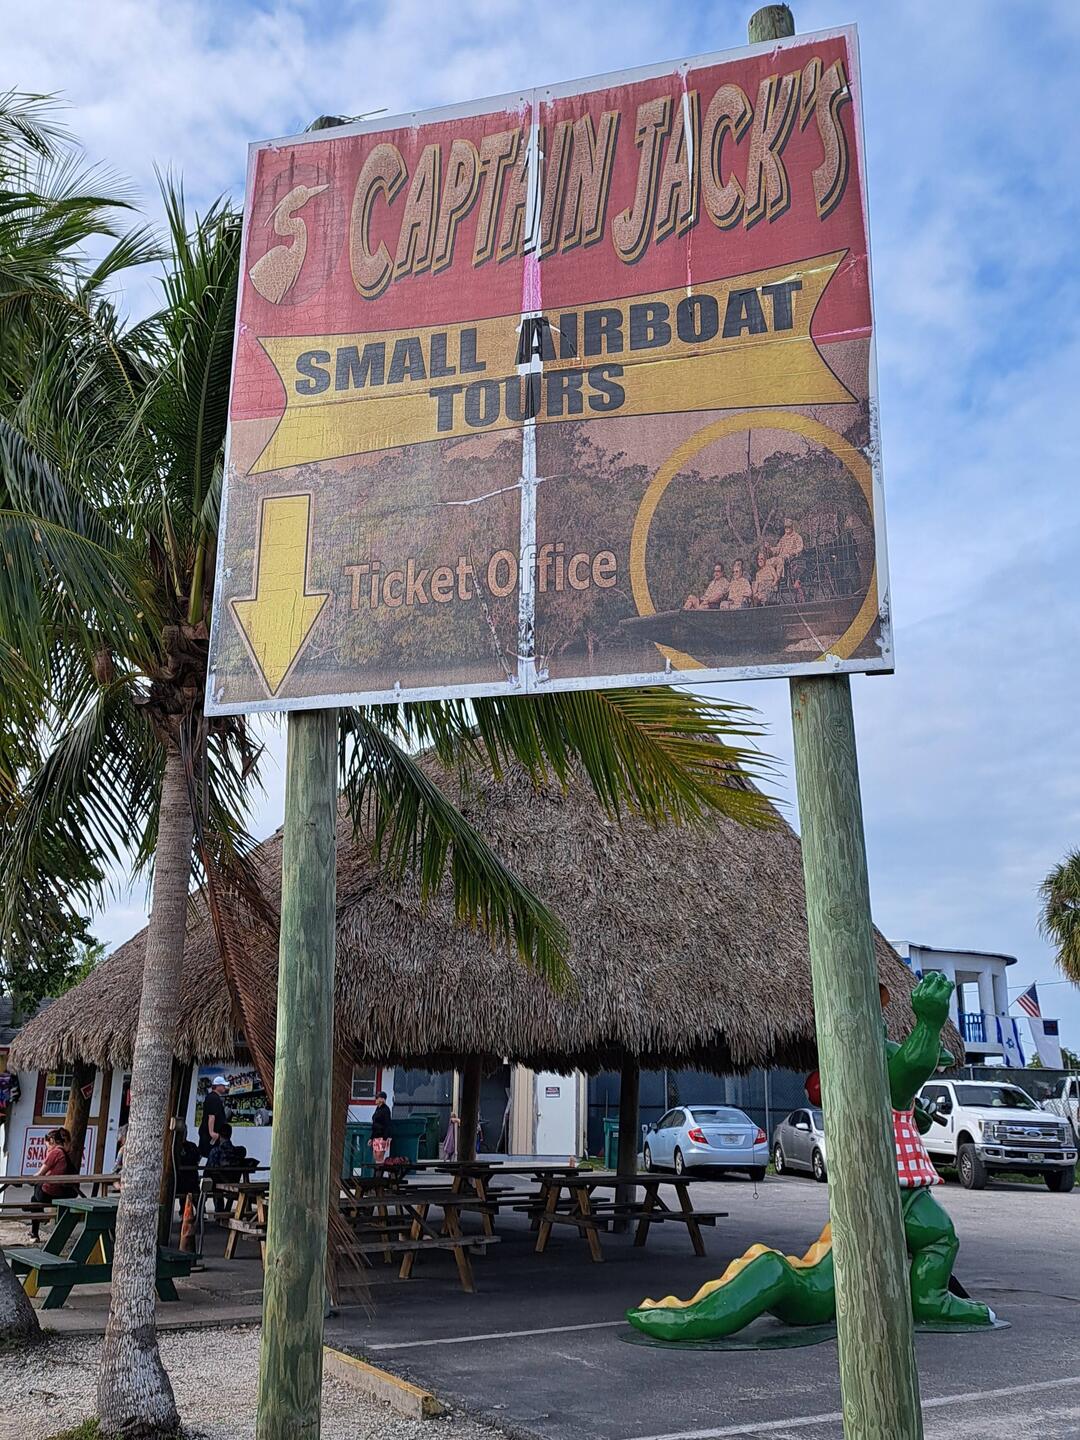 CAPTAIN JACK'S
SMALL AIRBOAT
TOURS
Ticket Office